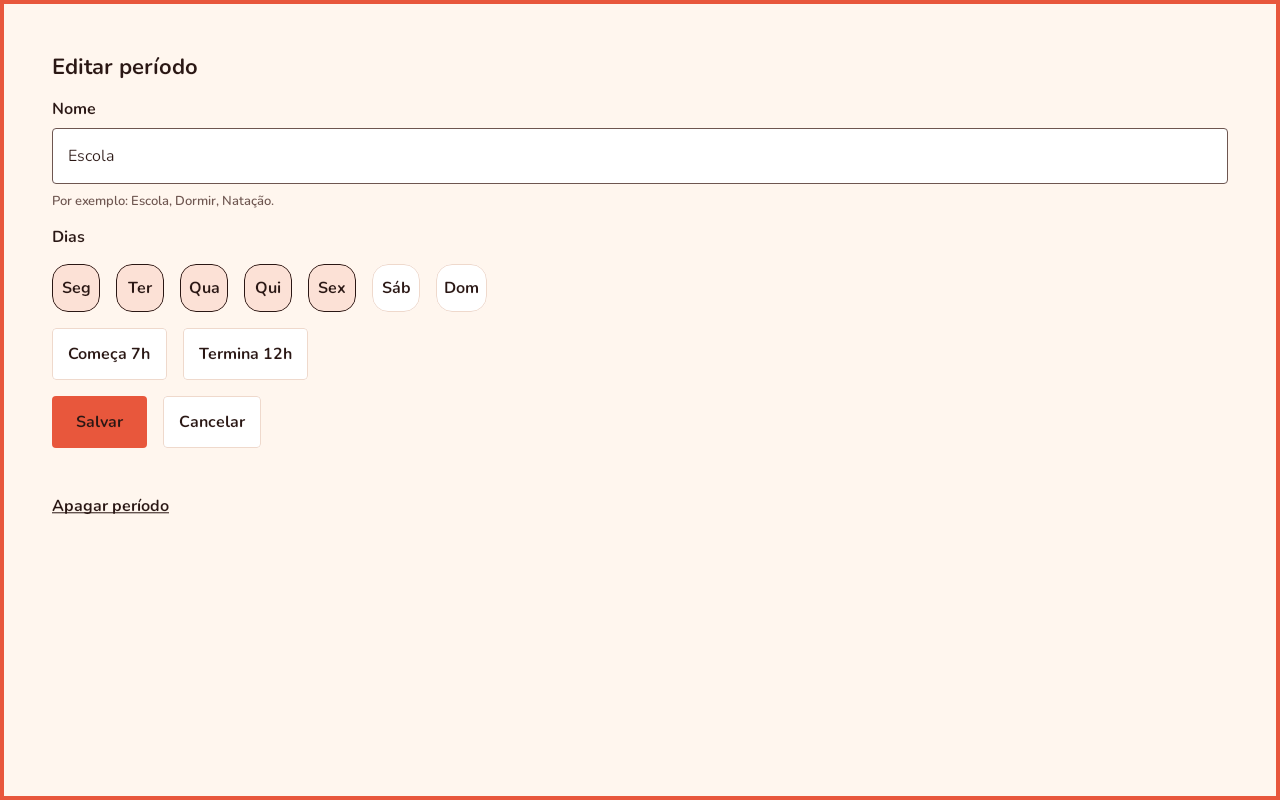 Editar período
Nome
Escola
Por exemplo: Escola, Dormir, Natação.
Dias
Seg Ter Qua Qui Sex Sáb Dom
Começa 7h Termina 12h
Salvar Cancelar
Apagar período